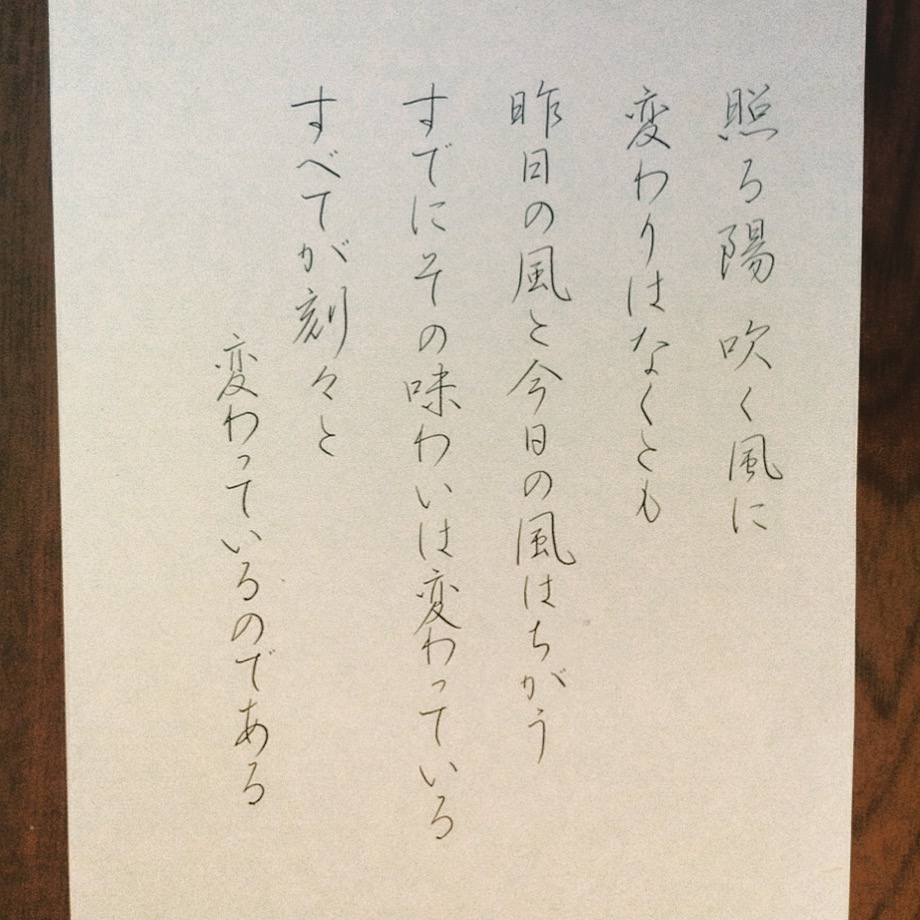 照る陽 吹く風に
変わりはなくとも
昨日の風と今日の風はちがう
すでにその味わいは変わっている
すべてが刻々と
変わっているのである